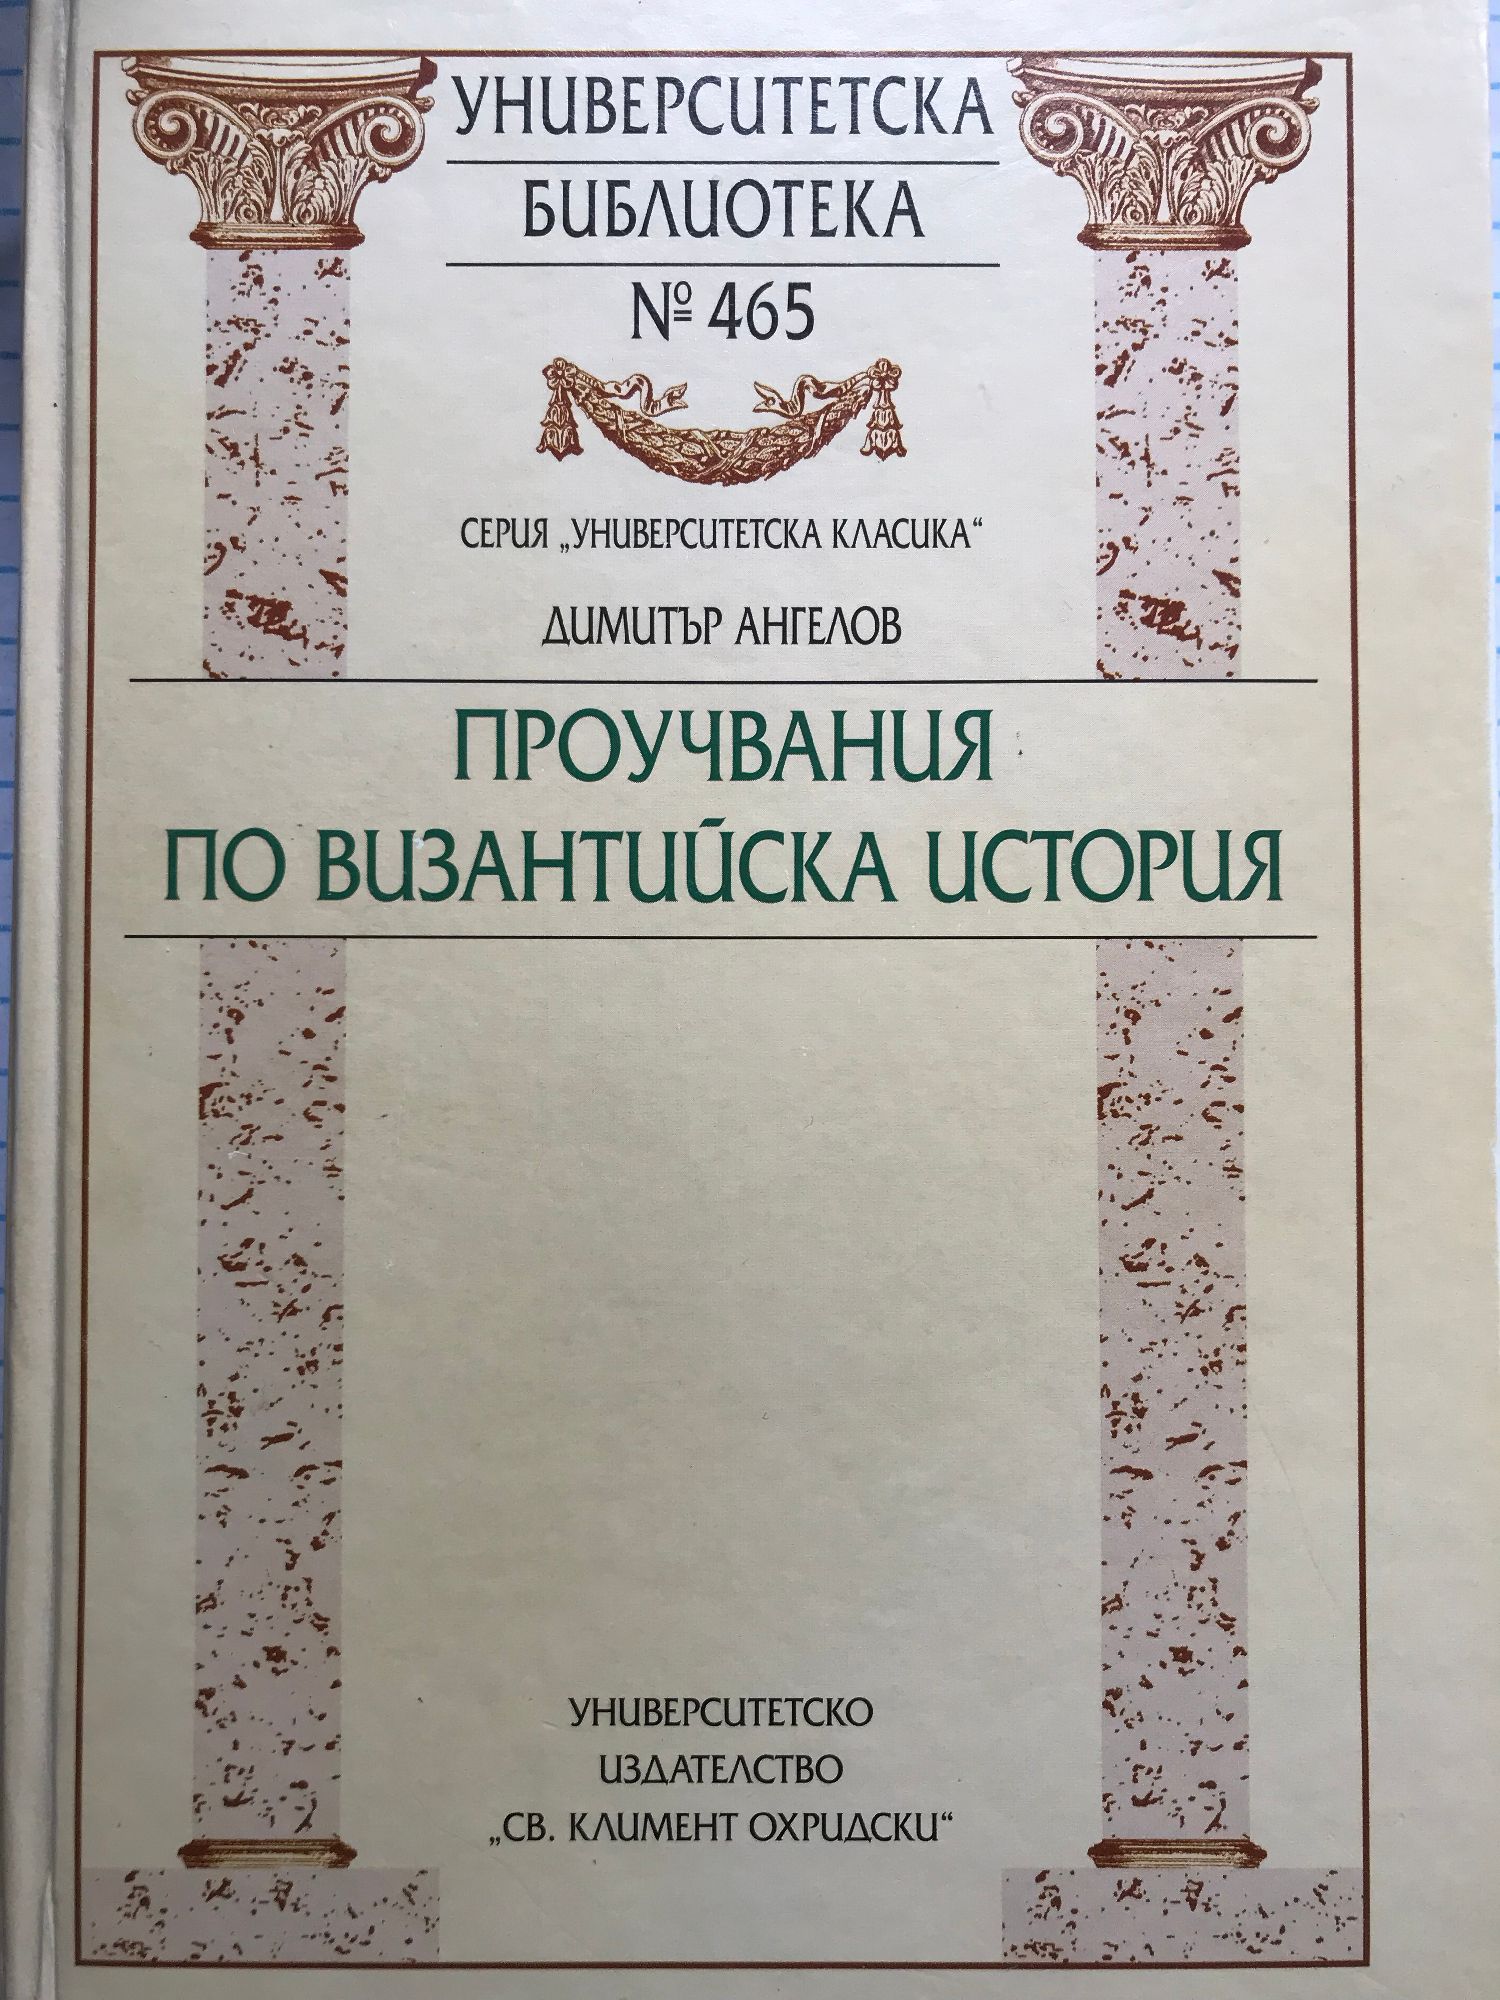 УНИВЕРСИТЕТСКА
БИБЛИОТЕКА
№ 465
СЕРИЯ „УНИВЕРСИТЕТСКА КЛАСИКА“
ДИМИТЪР АНГЕЛОВ
ПРОУЧВАНИЯ
ПО ВИЗАНТИЙСКА ИСТОРИЯ
УНИВЕРСИТЕТСКО
ИЗДАТЕЛСТВО
„СВ. КЛИМЕНТ ОХРИДСКИ“